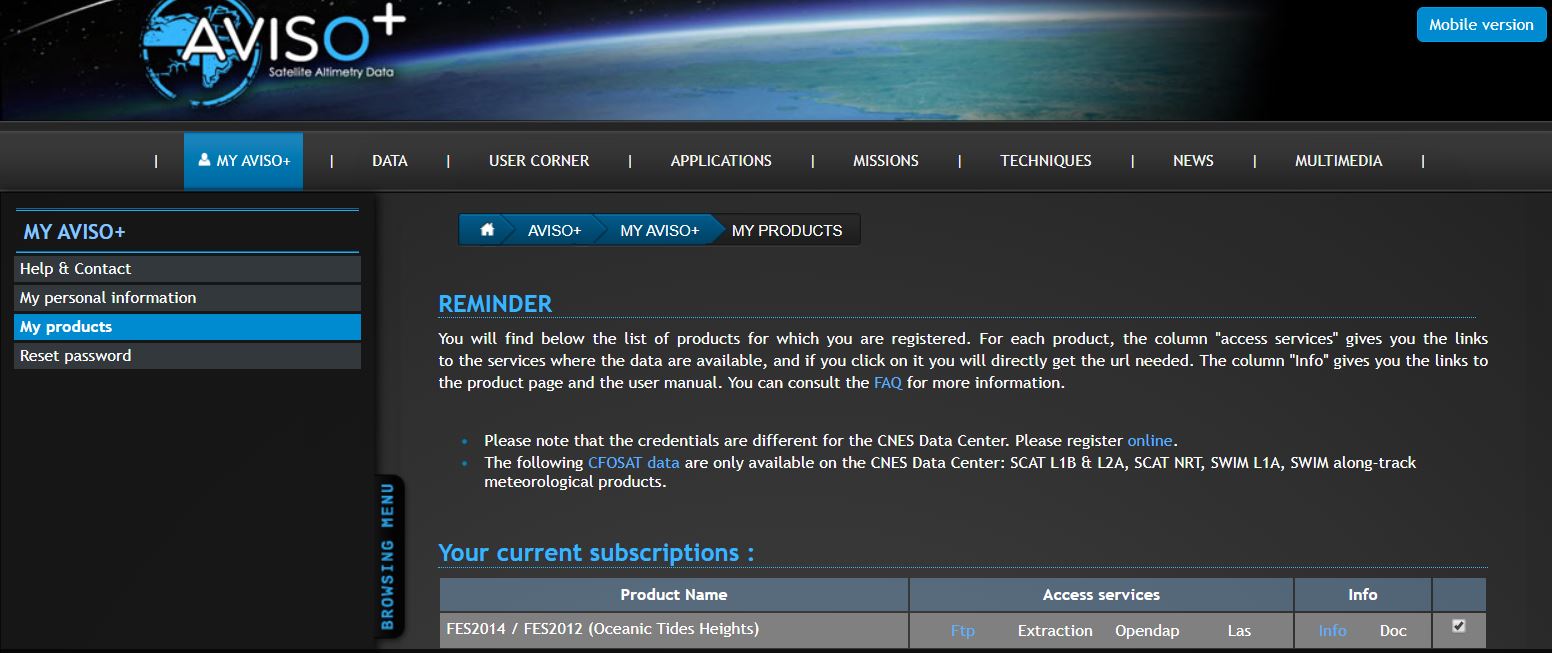 AVISO+
Satellite Altimetry Data
Mobile version
| MY AVISO+ | DATA | USER CORNER | APPLICATIONS | MISSIONS | TECHNIQUES | NEWS | MULTIMEDIA |
MY AVISO+
Help & Contact
My personal information
My products
Reset password
BROWSING MENU
AVISO+ MY AVISO+ MY PRODUCTS
REMINDER
You will find below the list of products for which you are registered. For each product, the column "access services" gives you the links
to the services where the data are available, and if you click on it you will directly get the url needed. The column "Info" gives you the links to
the product page and the user manual. You can consult the FAQ for more information.
• Please note that the credentials are different for the CNES Data Center. Please register online.
• The following CFOSAT data are only available on the CNES Data Center: SCAT L1B & L2A, SCAT NRT, SWIM L1A, SWIM along-track
meteorological products.
Your current subscriptions :
Product Name Access services Info
FES2014 / FES2012 (Oceanic Tides Heights) Ftp Extraction Opendap Las Info Doc